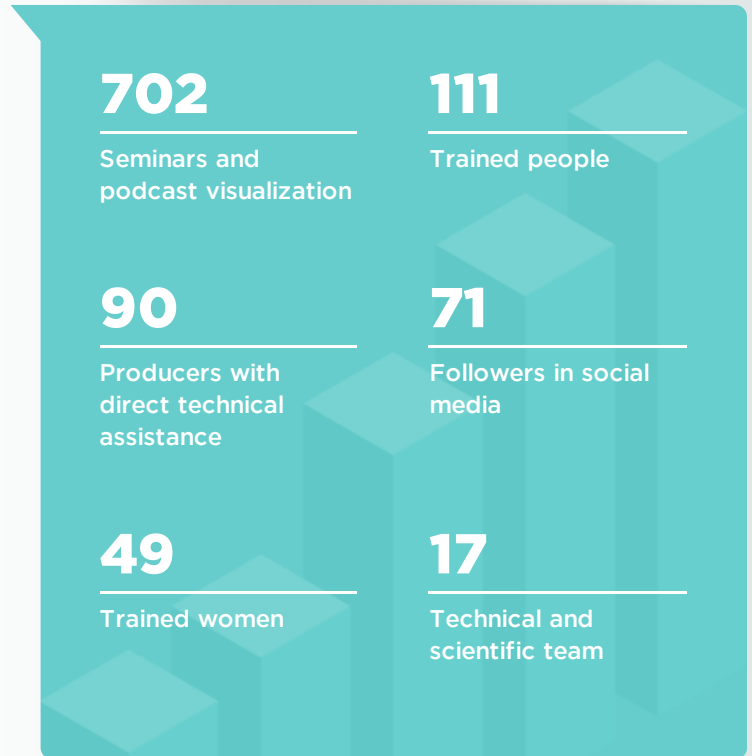 702
Seminars and
podcast visualization
111
Trained people
90
Producers with
direct technical
assistance
71
Followers in social
media
49
Trained women
17
Technical and
scientific team